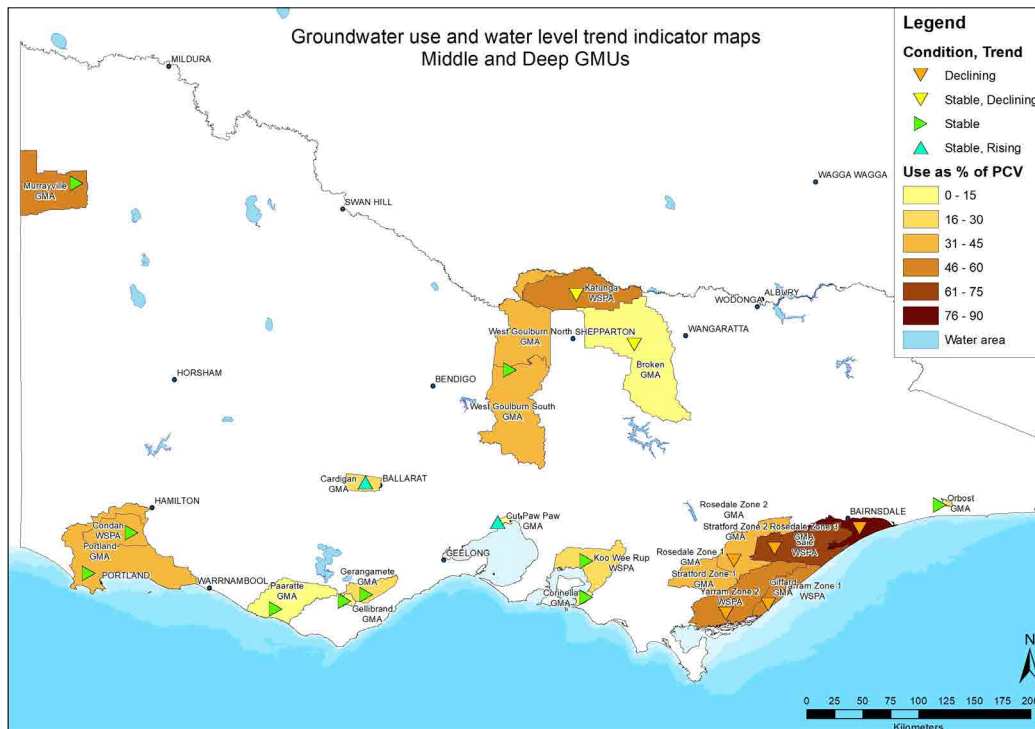 Groundwater use and water level trend indicator maps
Middle and Deep GMUs
Legend
Condition, Trend
Declining
Stable, Declining
Stable
Stable, Rising
Use as % of PCV
0 - 15
16 - 30
31 - 45
46 - 60
61 - 75
76 - 90
Water area
MILDURA
WAGGA WAGGA
Murrayville
GMA
SWAN HILL
Katunga
WSPA
ALBURY
WODONGA
West Goulburn North
GMA
SHEPPARTON
WANGARATTA
Broken
GMA
HORSHAM
BENDIGO
West Goulburn South
GMA
Cardigan
GMA
BALLARAT
HAMILTON
Condah
WSPA
Portland
GMA
PORTLAND
WARRNAMBOOL
Paaratte
GMA
Gerangamete
GMA
Gellibrand
GMA
GEELONG
Cut Paw Paw
GMA
Koo Wee Rup
WSPA
Corinella
GMA
Rosedale Zone 2
GMA
BAIRNSDALE
Orbost
GMA
Stratford Zone 2
GMA
Rosedale Zone 3
GMA
Sale
WSPA
Rosedale Zone 1
GMA
Stratford Zone 1
GMA
Giffard
GMA
Yarram Zone 2
WSPA
Yarram Zone 1
WSPA
N
0 25 50 75 100 125 150 175 200
Kilometers